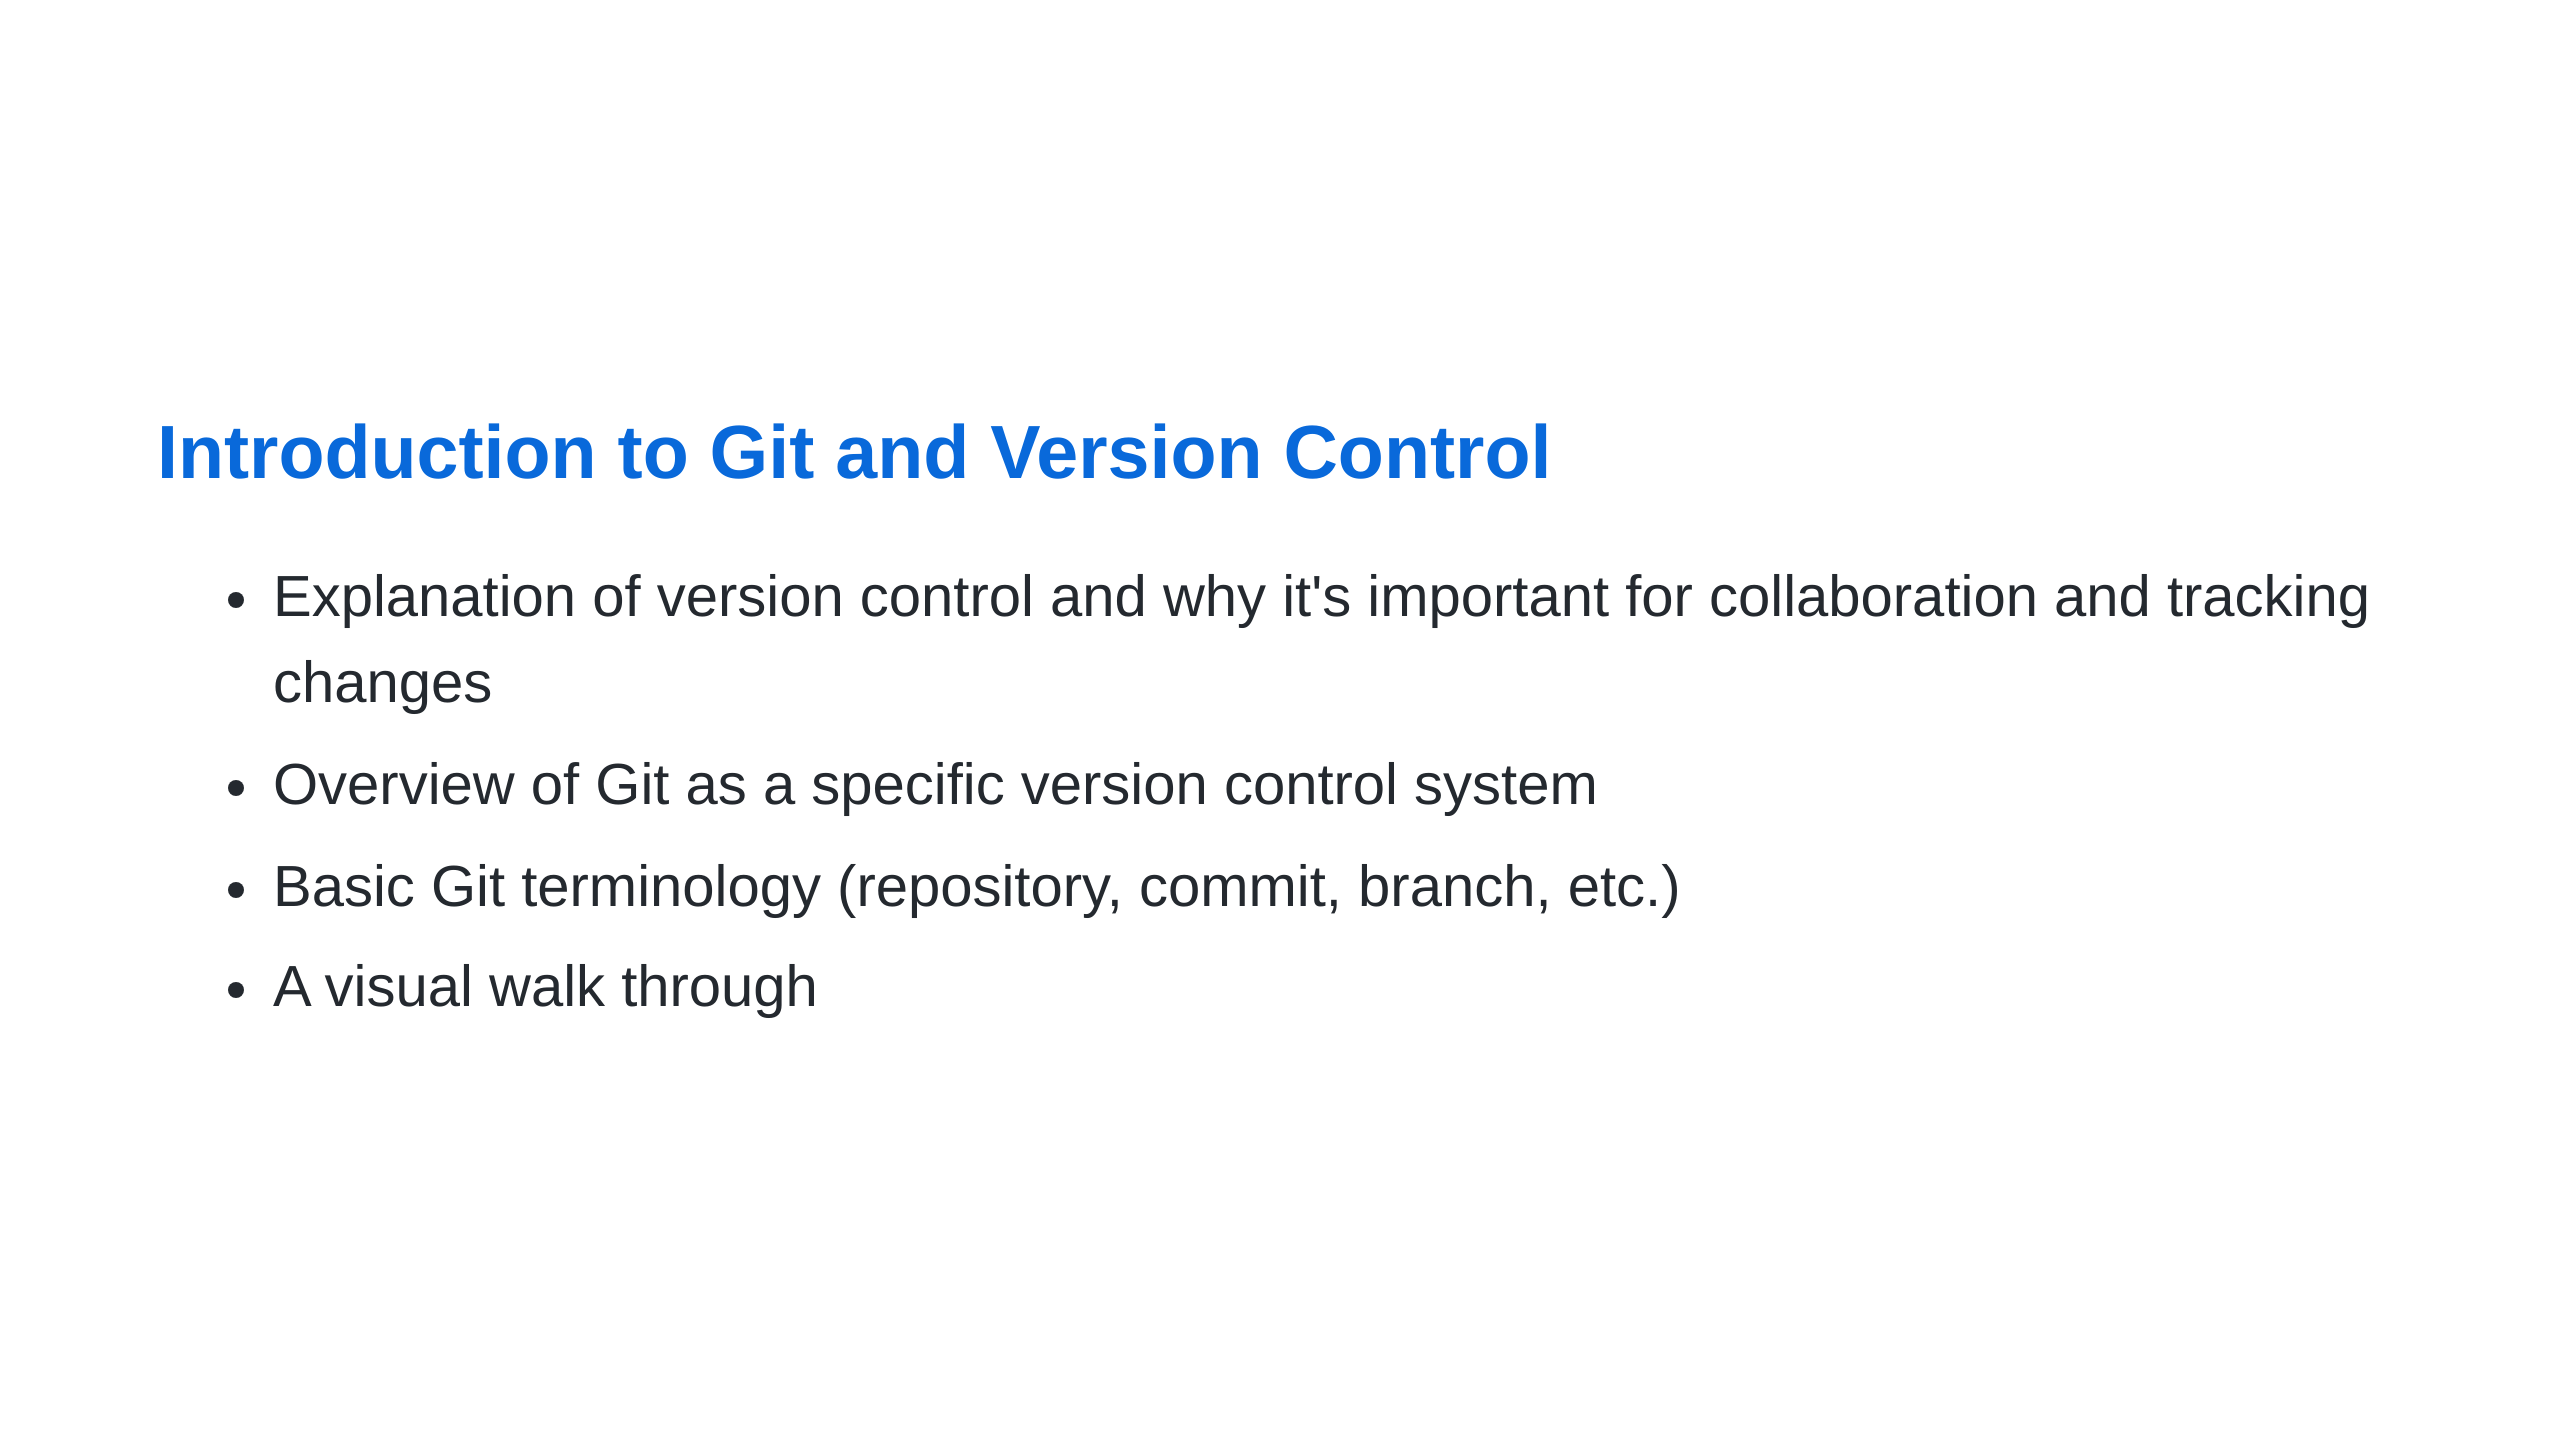 Introduction to Git and Version Control
Explanation of version control and why it's important for collaboration and tracking
changes
Overview of Git as a specific version control system
Basic Git terminology (repository, commit, branch, etc.)
A visual walk through